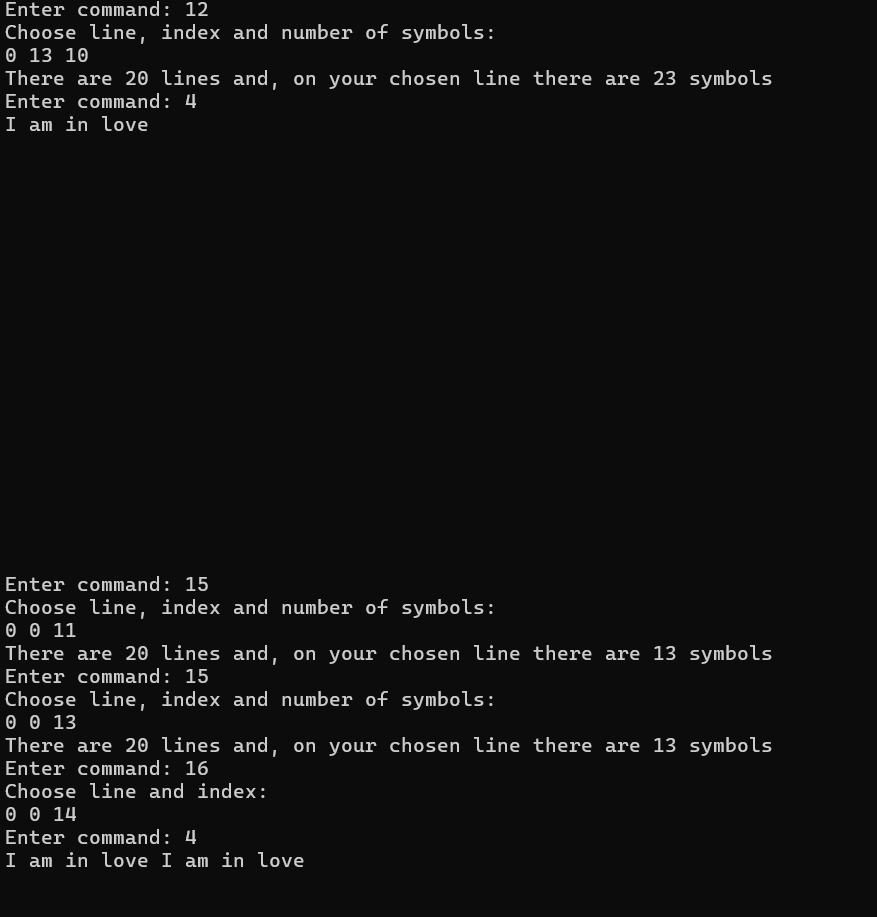 Enter command: 12
Choose line, index and number of symbols:
0 13 10
There are 20 lines and, on your chosen line there are 23 symbols
Enter command: 4
I am in love
Enter command: 15
Choose line, index and number of symbols:
0 0 11
There are 20 lines and, on your chosen line there are 13 symbols
Enter command: 15
Choose line, index and number of symbols:
0 0 13
There are 20 lines and, on your chosen line there are 13 symbols
Enter command: 16
Choose line and index:
0 0 14
Enter command: 4
I am in love I am in love